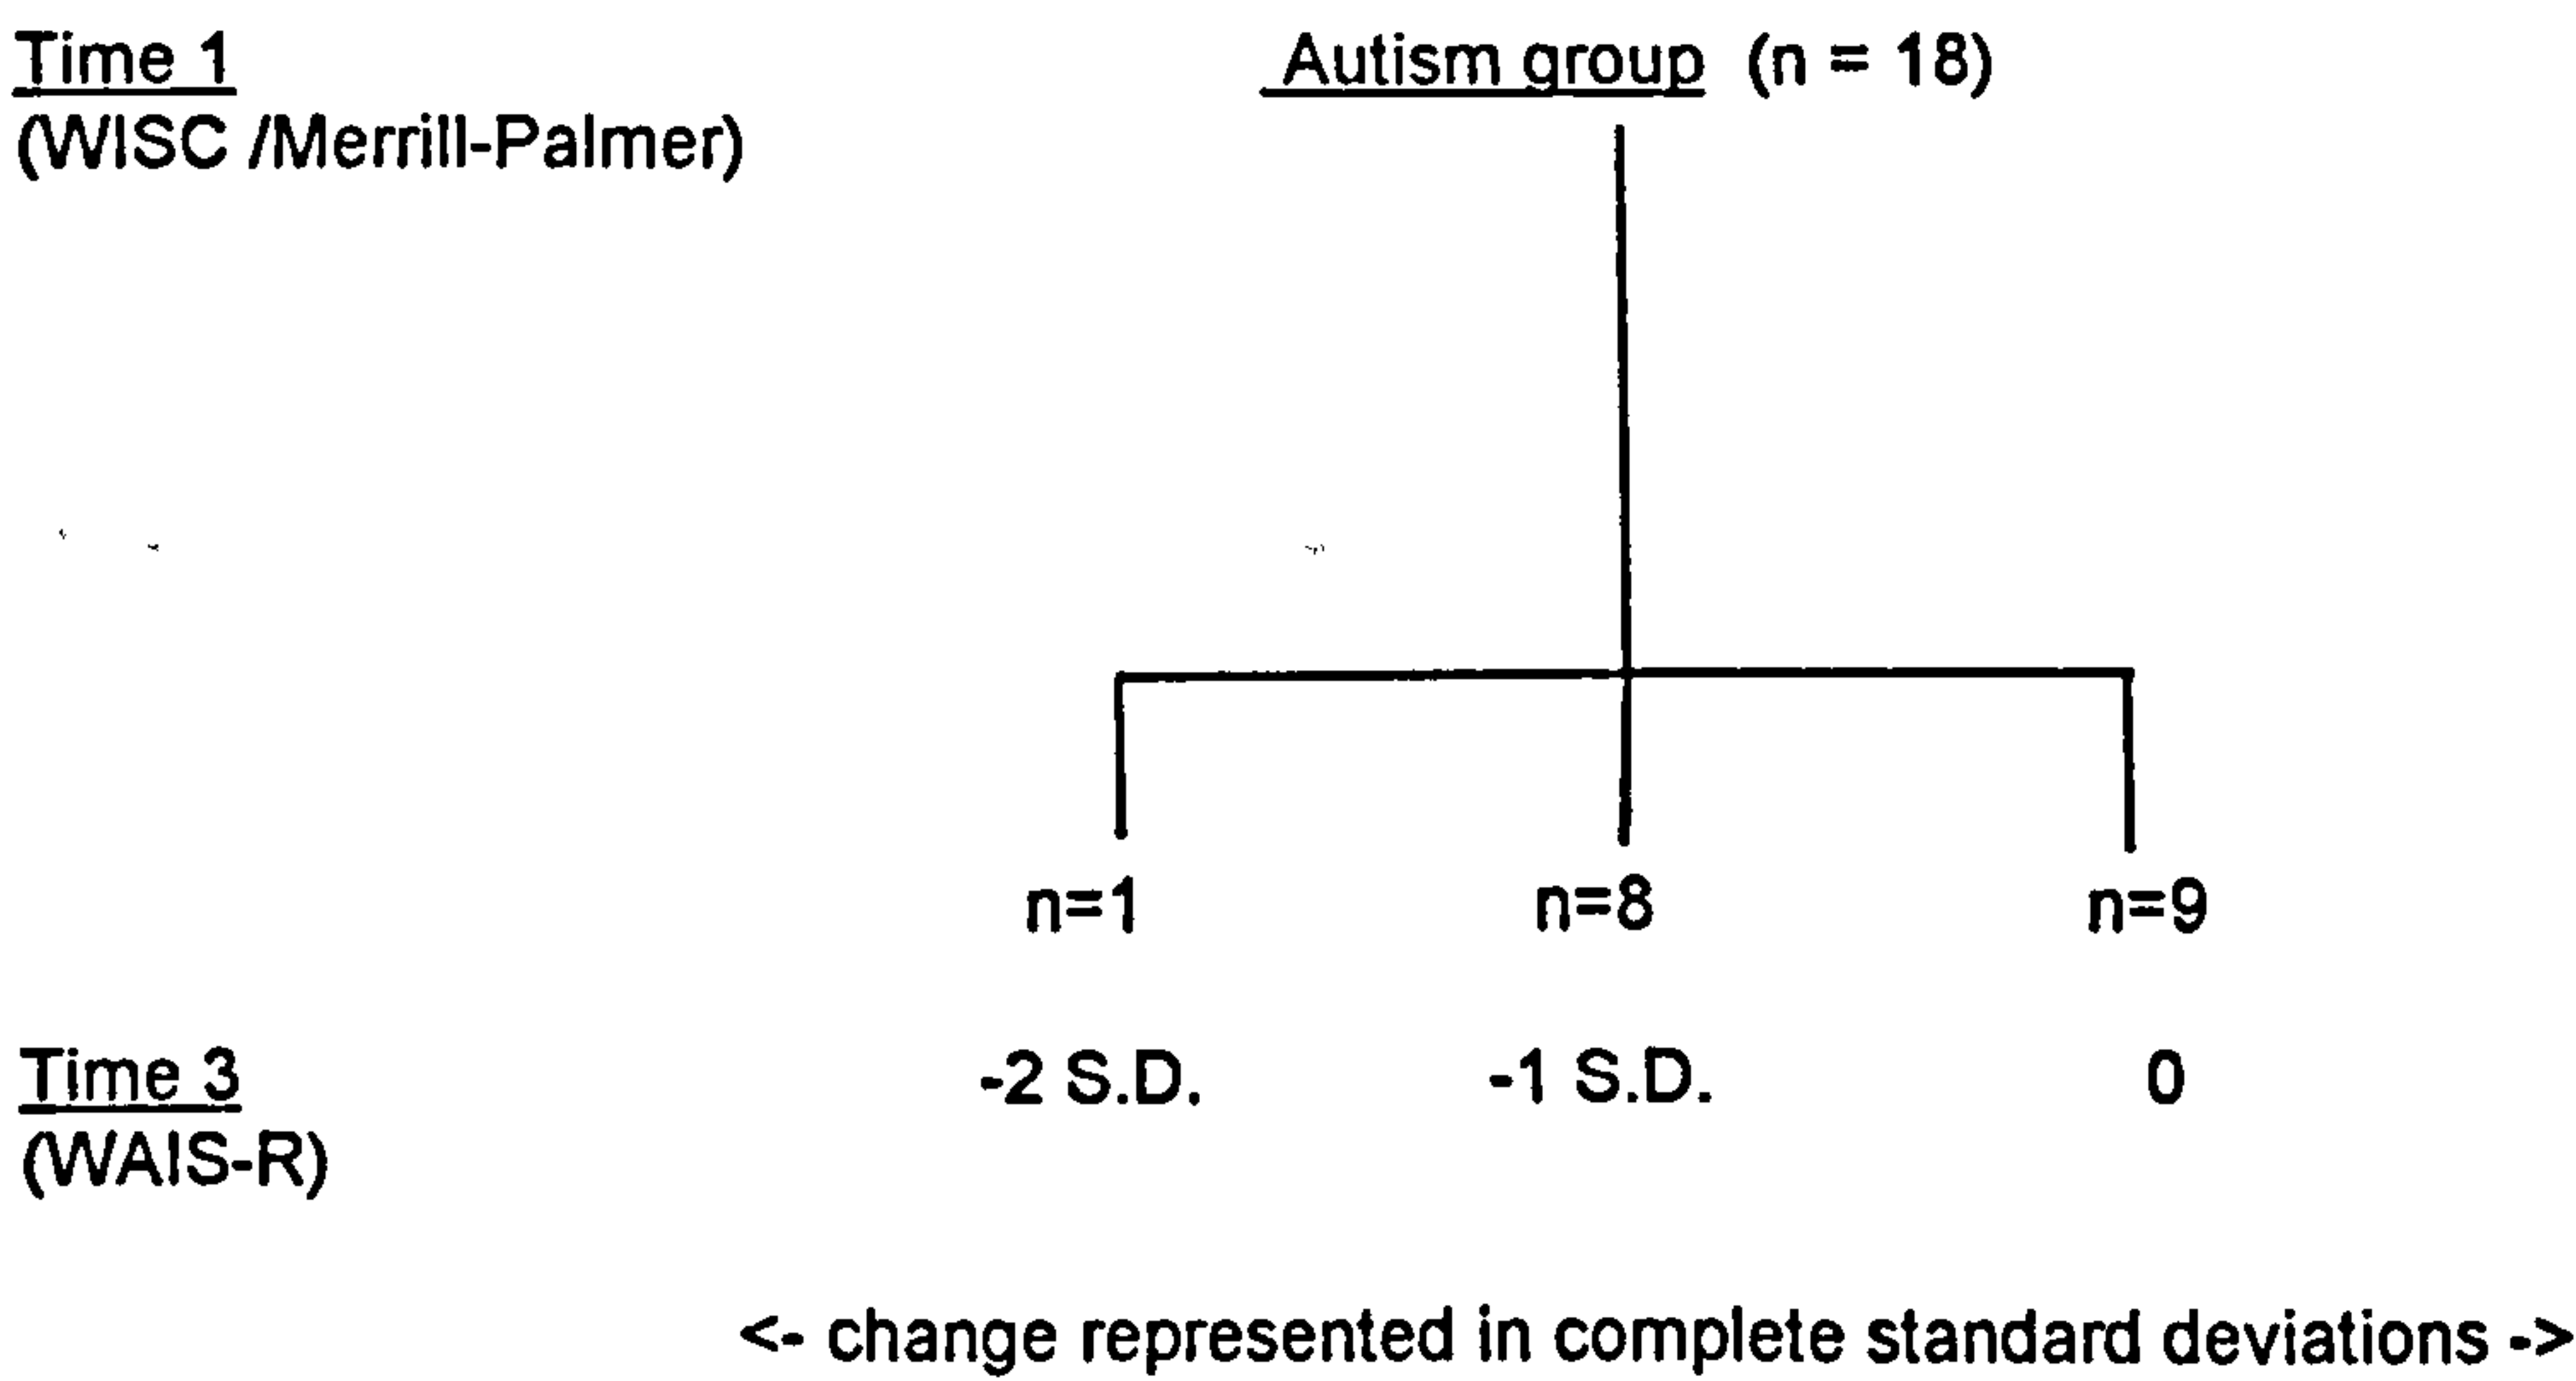 Time 1
Autism group (n = 18)
(WISC /Merrill-Palmer)
n=1
n=8
n=9
Time 3
-2 S.D.
-1 S.D.
0
(WAIS-R)
<- change represented in complete standard deviations ->